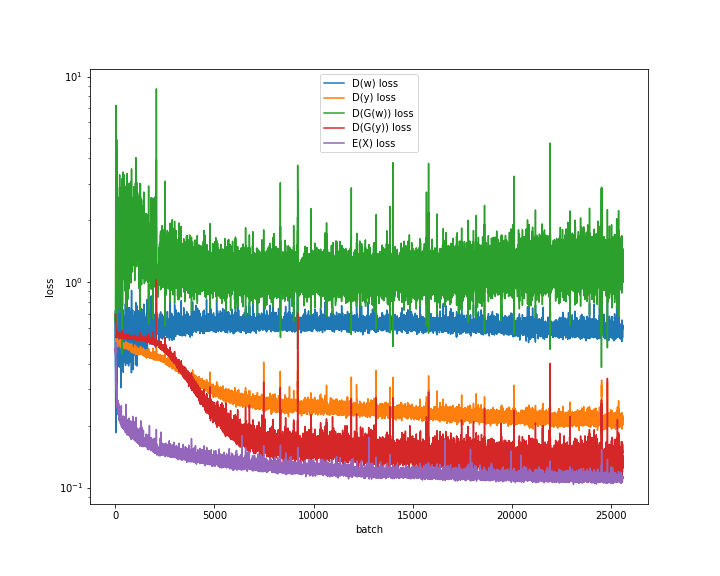 10¹
D(w) loss
D(y) loss
D(G(w)) loss
D(G(y)) loss
E(X) loss
loss
10⁰
10⁻¹
0 5000 10000 15000 20000 25000
batch